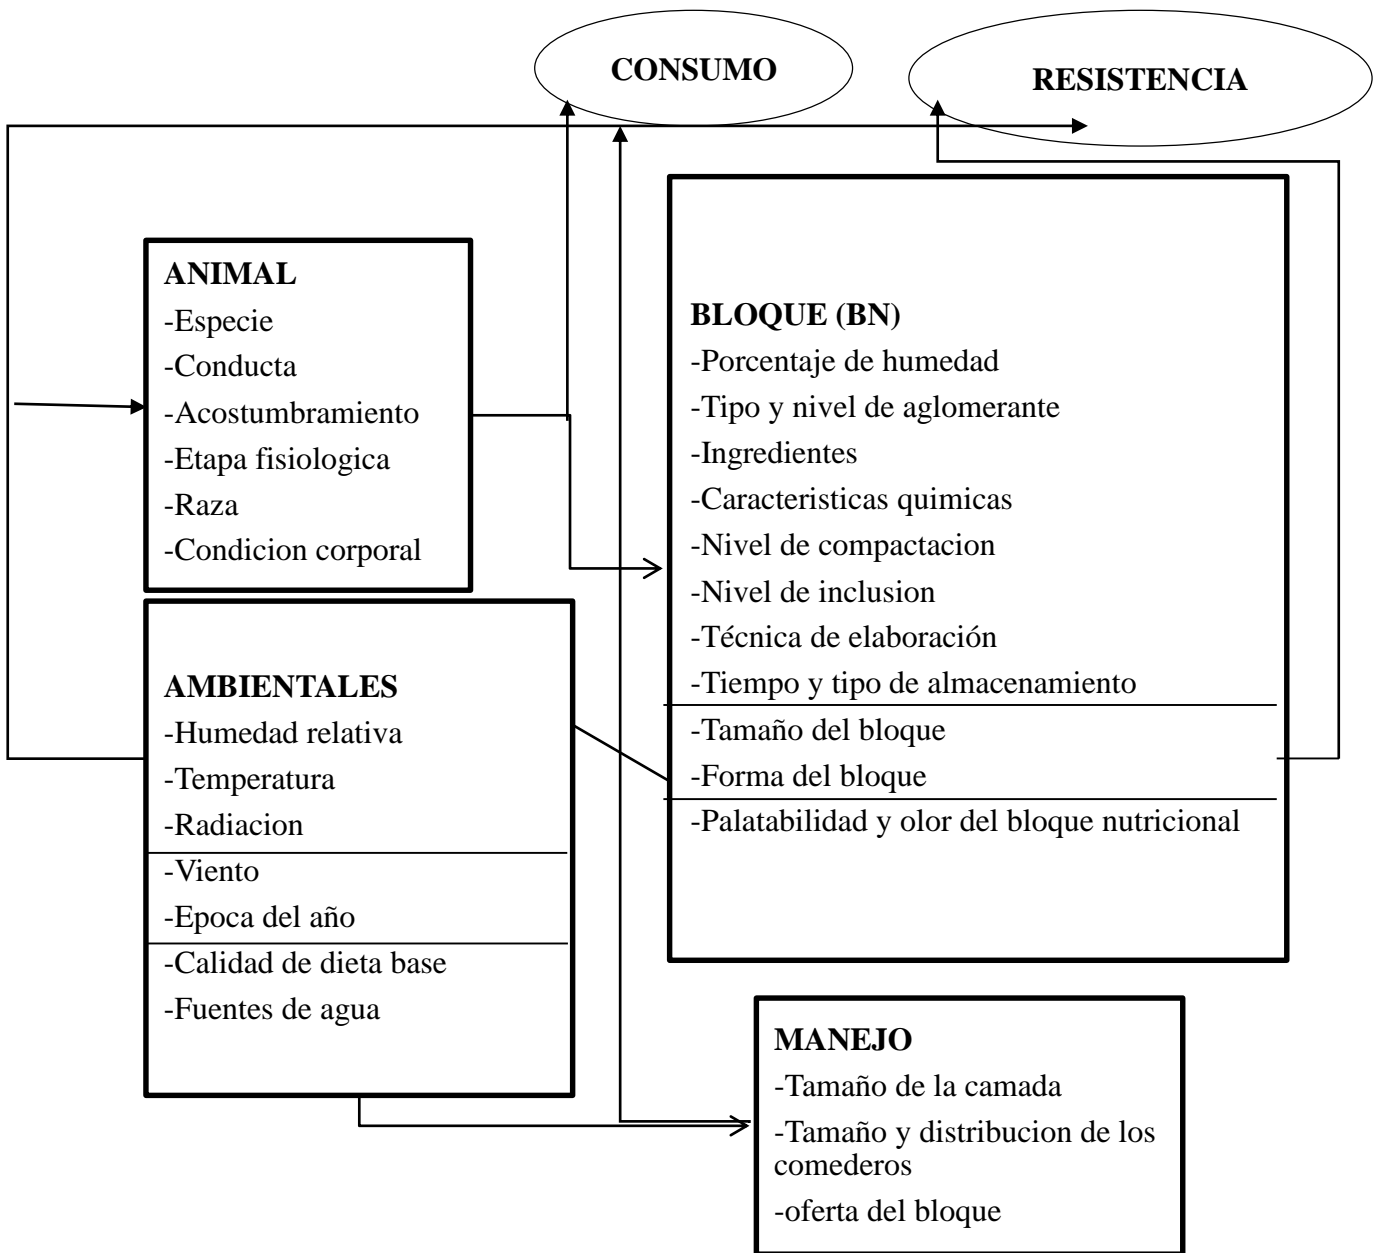 CONSUMO
RESISTENCIA
ANIMAL
-Especie
-Conducta
-Acostumbramiento
-Etapa fisiologica
-Raza
-Condicion corporal
BLOQUE (BN)
-Porcentaje de humedad
-Tipo y nivel de aglomerante
-Ingredientes
-Caracteristicas quimicas
-Nivel de compactacion
-Nivel de inclusion
-Técnica de elaboración
-Tiempo y tipo de almacenamiento
-Tamaño del bloque
-Forma del bloque
-Palatabilidad y olor del bloque nutricional
AMBIENTALES
-Humedad relativa
-Temperatura
-Radiacion
-Viento
-Epoca del año
-Calidad de dieta base
-Fuentes de agua
MANEJO
-Tamaño de la camada
-Tamaño y distribucion de los
comederos
-oferta del bloque